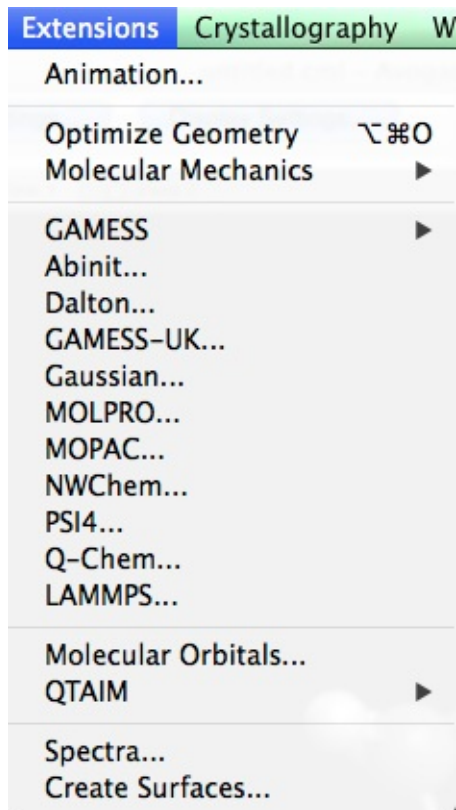 Extensions Crystallography W
Animation...
Optimize Geometry ⌥⌘O
Molecular Mechanics ▶
GAMESS ▶
Abinit...
Dalton...
GAMESS-UK...
Gaussian...
MOLPRO...
MOPAC...
NWChem...
PSI4...
Q-Chem...
LAMMPS...
Molecular Orbitals...
QTAIM ▶
Spectra...
Create Surfaces...